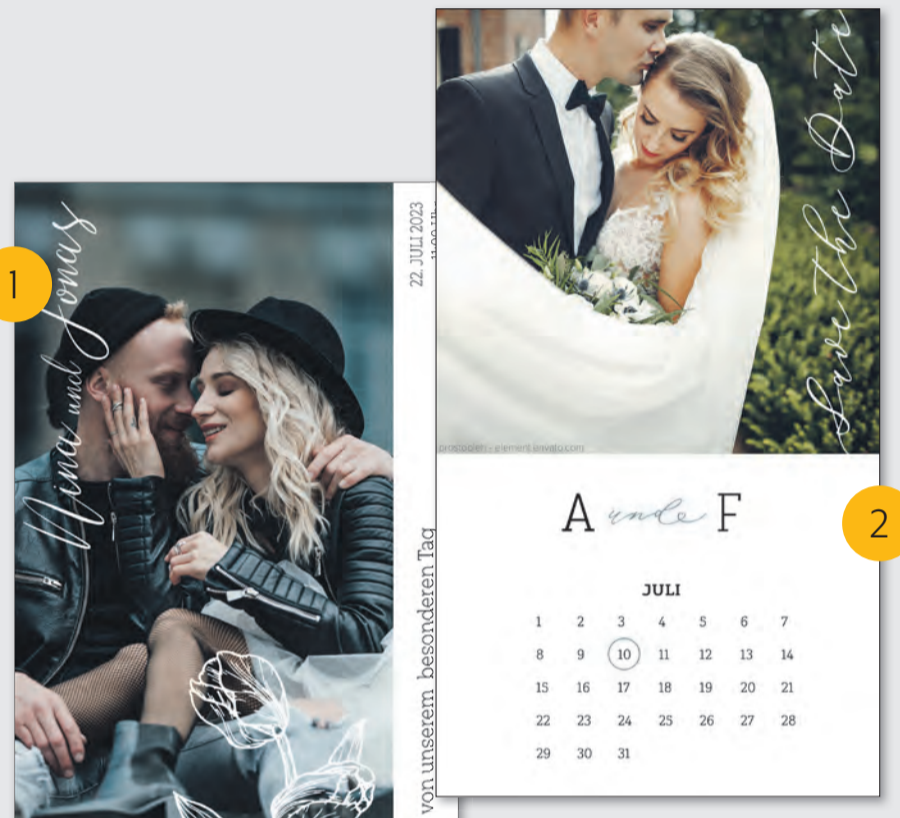 1
Nina und Jonas
22. JULI 2023
von unserem besonderen Tag
Save the Date
A und F
2
JULI
1 2 3 4 5 6 7
8 9 10 11 12 13 14
15 16 17 18 19 20 21
22 23 24 25 26 27 28
29 30 31